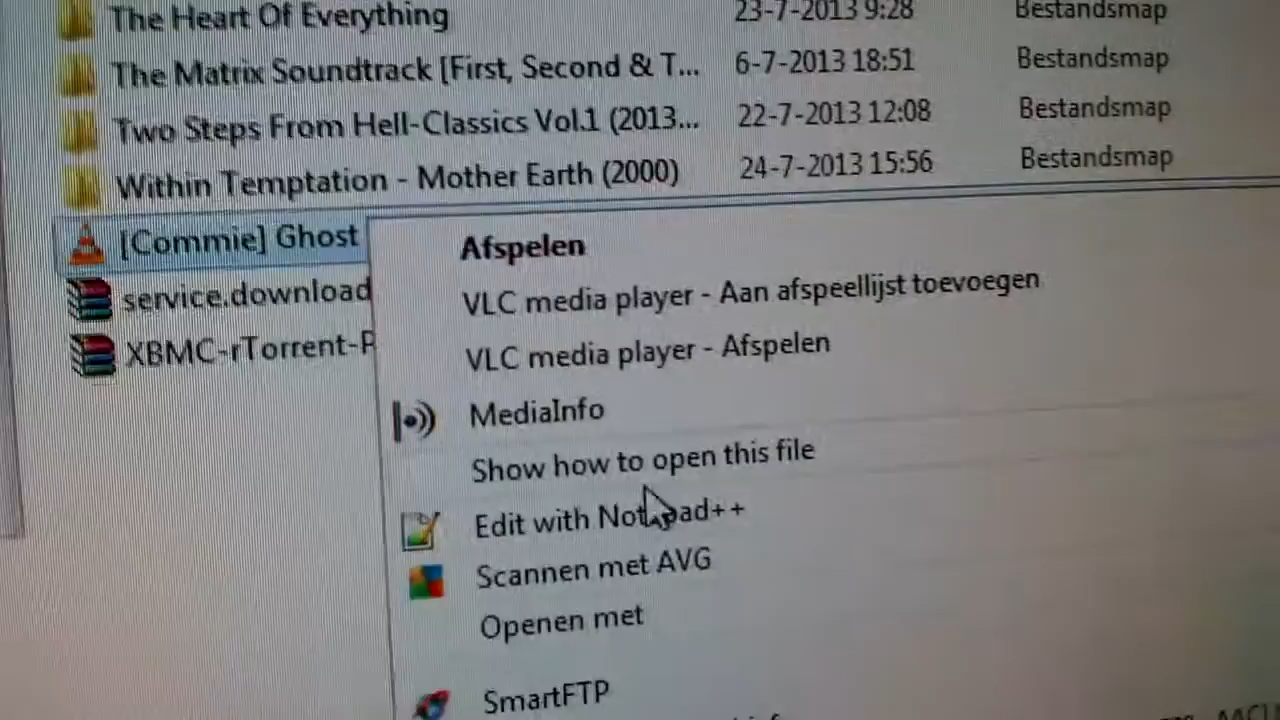 The Heart Of Everything 23-7-2013 9:28 Bestandsmap
The Matrix Soundtrack [First, Second & T... 6-7-2013 18:51 Bestandsmap
Two Steps From Hell-Classics Vol.1 (2013... 22-7-2013 12:08 Bestandsmap
Within Temptation - Mother Earth (2000) 24-7-2013 15:56 Bestandsmap
[Commie] Ghost
service.download
XBMC-rTorrent-P
Afspelen
VLC media player - Aan afspeellijst toevoegen
VLC media player - Afspelen
MediaInfo
Show how to open this file
Edit with Notepad++
Scannen met AVG
Openen met
SmartFTP